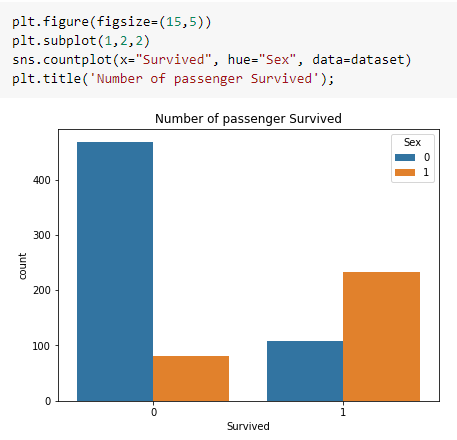 plt.figure(figsize=(15,5))
plt.subplot(1,2,2)
sns.countplot(x="Survived", hue="Sex", data=dataset)
plt.title('Number of passenger Survived');
Number of passenger Survived
Sex
0
1
400
300
200
100
0
count
0 1
Survived